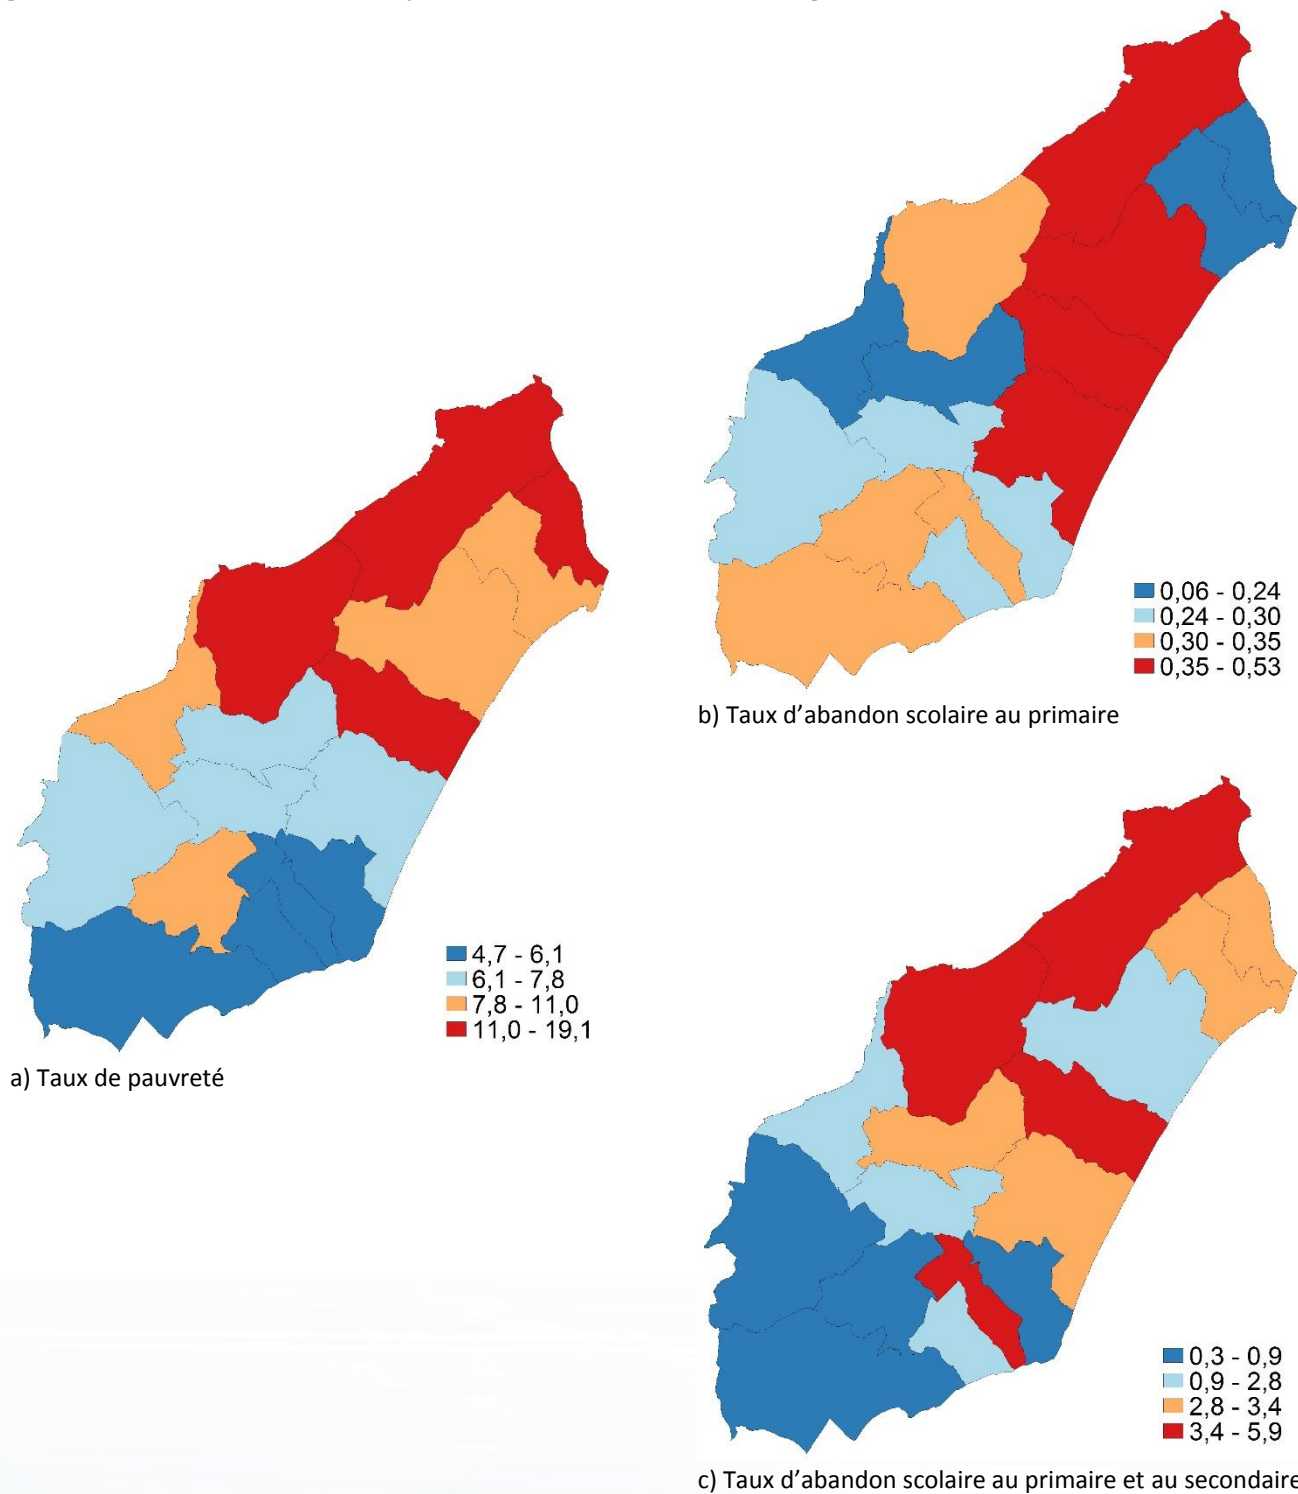 0,06 - 0,24
0,24 - 0,30
0,30 - 0,35
0,35 - 0,53
b) Taux d’abandon scolaire au primaire
4,7 - 6,1
6,1 - 7,8
7,8 - 11,0
11,0 - 19,1
a) Taux de pauvreté
0,3 - 0,9
0,9 - 2,8
2,8 - 3,4
3,4 - 5,9
c) Taux d’abandon scolaire au primaire et au secondaire